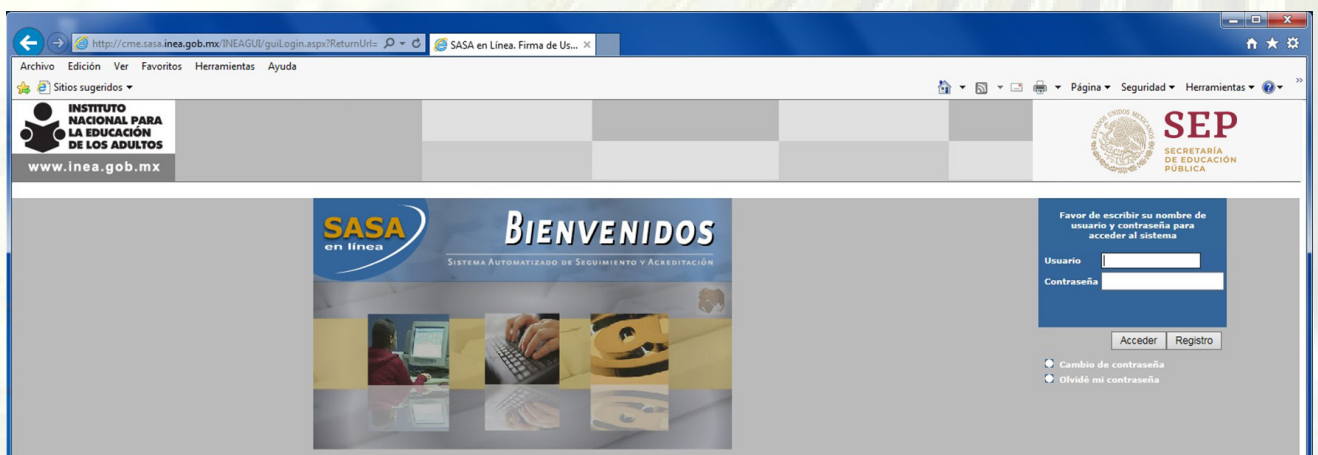 http://cme.sasa.inea.gob.mx/INEAGUI/guiLogin.aspx?ReturnUrl=
SASA en Línea. Firma de Us...
Archivo Edición Ver Favoritos Herramientas Ayuda
Sitios sugeridos
Página Seguridad Herramientas
INSTITUTO
NACIONAL PARA
LA EDUCACIÓN
DE LOS ADULTOS
www.inea.gob.mx
ESTADOS UNIDOS MEXICANOS
SEP
SECRETARÍA
DE EDUCACIÓN
PÚBLICA
SASA
en línea
BIENVENIDOS
SISTEMA AUTOMATIZADO DE SEGUIMIENTO Y ACREDITACIÓN
Favor de escribir su nombre de
usuario y contraseña para
acceder al sistema
Usuario
Contraseña
Acceder Registro
Cambio de contraseña
Olvidé mi contraseña